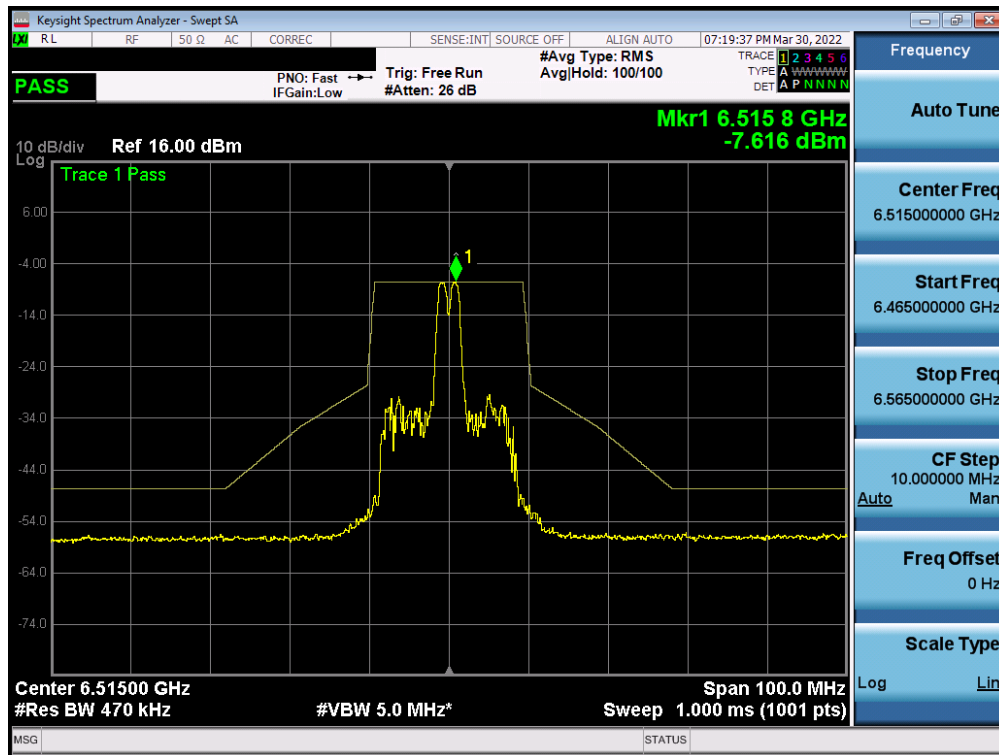 Keysight Spectrum Analyzer - Swept SA
LXI RL RF 50 Ω AC CORREC SENSE:INT SOURCE OFF ALIGN AUTO 07:19:37 PM Mar 30, 2022
PASS
PNO: Fast
IFGain:Low
Trig: Free Run
#Atten: 26 dB
#Avg Type: RMS
Avg|Hold: 100/100
TRACE 1 2 3 4 5 6
TYPE A WWWWW
DET A P N N N N
Mkr1 6.515 8 GHz
-7.616 dBm
10 dB/div Ref 16.00 dBm
Log
Trace 1 Pass
1
6.00
-4.00
-14.0
-24.0
-34.0
-44.0
-54.0
-64.0
-74.0
Center 6.51500 GHz Span 100.0 MHz
#Res BW 470 kHz #VBW 5.0 MHz* Sweep 1.000 ms (1001 pts)
MSG STATUS
Frequency
Auto Tune
Center Freq
6.515000000 GHz
Start Freq
6.465000000 GHz
Stop Freq
6.565000000 GHz
CF Step
10.000000 MHz
Auto Man
Freq Offset
0 Hz
Scale Type
Log Lin